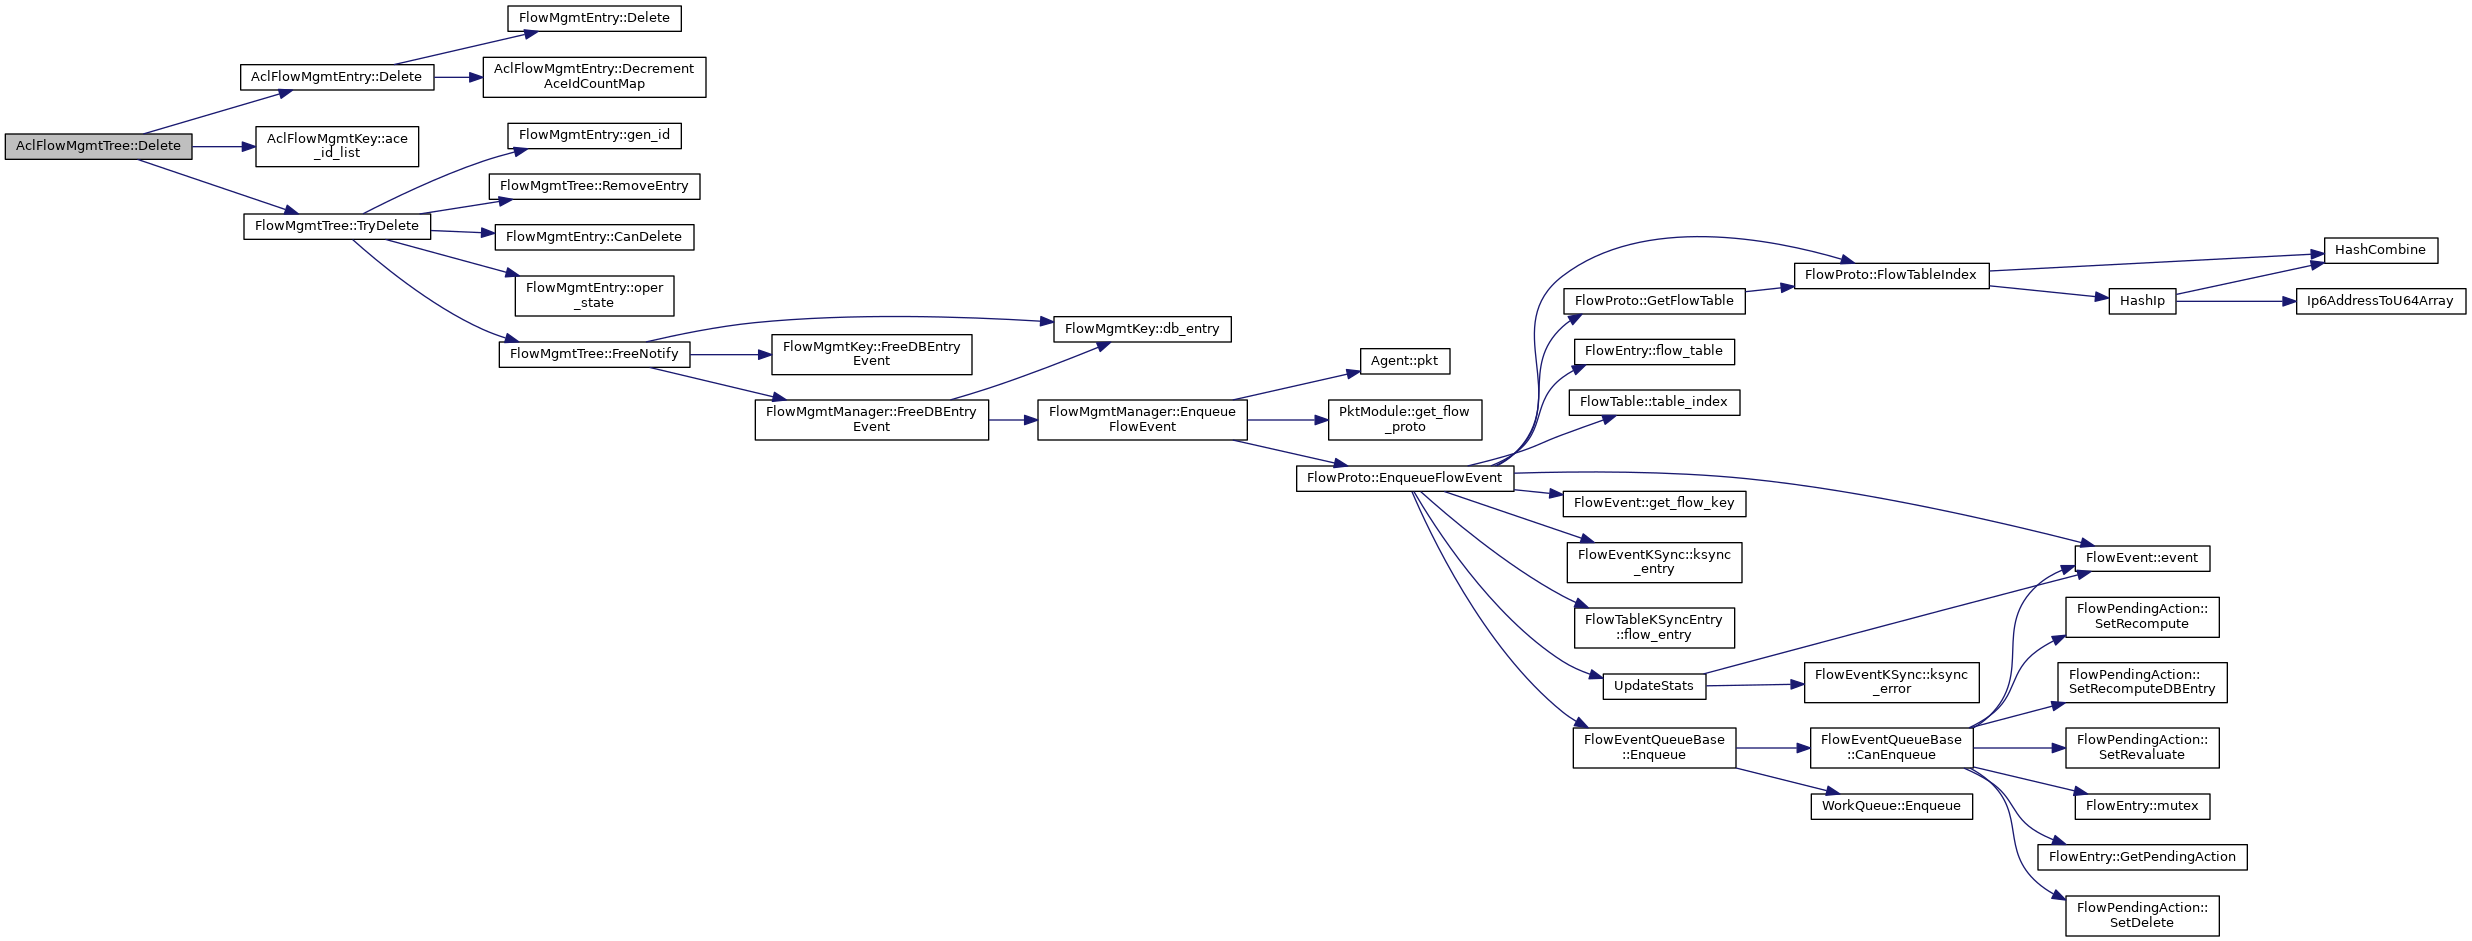 AclFlowMgmtTree::Delete
AclFlowMgmtEntry::Delete
FlowMgmtEntry::Delete
AclFlowMgmtEntry::Decrement
AceIdCountMap
AclFlowMgmtKey::ace
_id_list
FlowMgmtTree::TryDelete
FlowMgmtEntry::gen_id
FlowMgmtTree::RemoveEntry
FlowMgmtEntry::CanDelete
FlowMgmtEntry::oper
_state
FlowMgmtTree::FreeNotify
FlowMgmtKey::db_entry
FlowMgmtKey::FreeDBEntry
Event
FlowMgmtManager::FreeDBEntry
Event
FlowMgmtManager::Enqueue
FlowEvent
Agent::pkt
PktModule::get_flow
_proto
FlowProto::EnqueueFlowEvent
FlowProto::FlowTableIndex
FlowProto::GetFlowTable
FlowEntry::flow_table
FlowTable::table_index
FlowEvent::get_flow_key
FlowEventKSync::ksync
_entry
FlowTableKSyncEntry
::flow_entry
UpdateStats
FlowEventQueueBase
::Enqueue
HashCombine
HashIp
Ip6AddressToU64Array
FlowEvent::event
FlowEventKSync::ksync
_error
FlowEventQueueBase
::CanEnqueue
WorkQueue::Enqueue
FlowPendingAction::
SetRecompute
FlowPendingAction::
SetRecomputeDBEntry
FlowPendingAction::
SetRevaluate
FlowEntry::mutex
FlowEntry::GetPendingAction
FlowPendingAction::
SetDelete